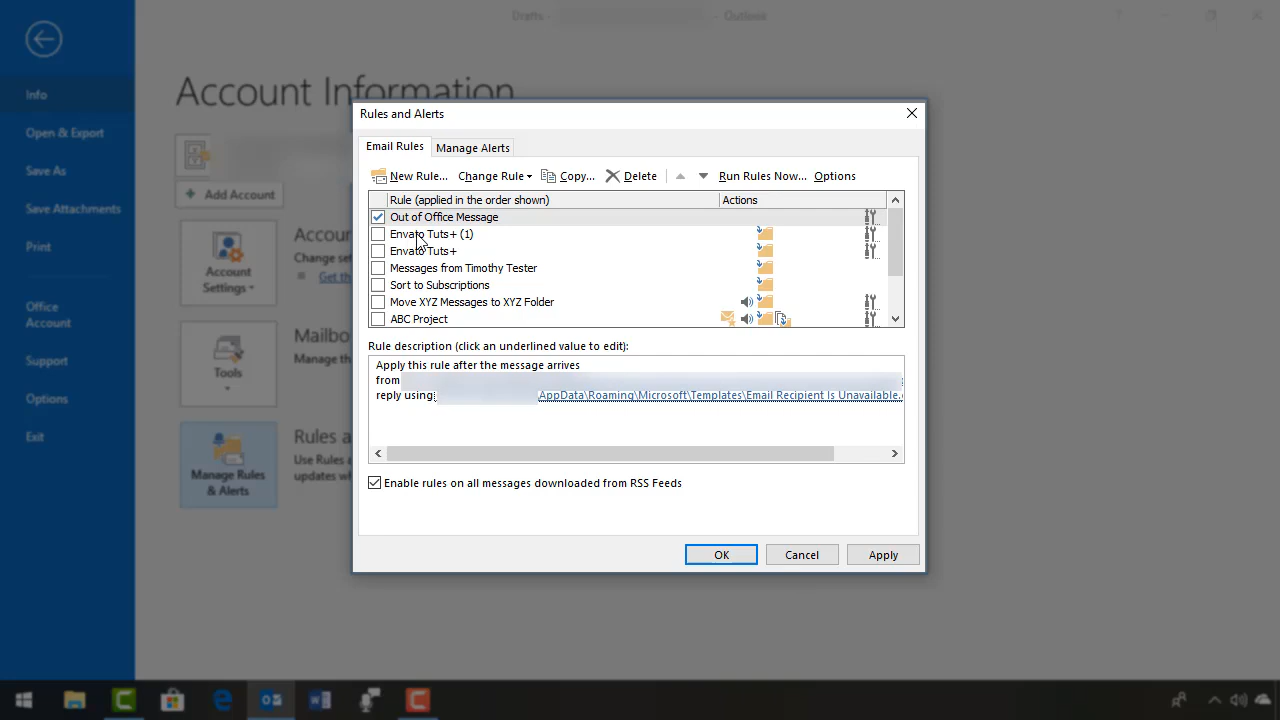 Drafts - Outlook
Info
Open & Export
Save As
Save Attachments
Print
Office
Account
Support
Options
Exit
Account Information
Add Account
Account
Settings
Accou
Change se
Get th
Tools
Mailbo
Manage th
Manage Rules
& Alerts
Rules a
Use Rules a
updates wh
Rules and Alerts
Email Rules
Manage Alerts
New Rule...
Change Rule
Copy...
Delete
Run Rules Now...
Options
Rule (applied in the order shown)
Actions
Out of Office Message
Envato Tuts+ (1)
Envato Tuts+
Messages from Timothy Tester
Sort to Subscriptions
Move XYZ Messages to XYZ Folder
ABC Project
Rule description (click an underlined value to edit):
Apply this rule after the message arrives
from
reply using AppData\Roaming\Microsoft\Templates\Email Recipient Is Unavailable.
Enable rules on all messages downloaded from RSS Feeds
OK
Cancel
Apply